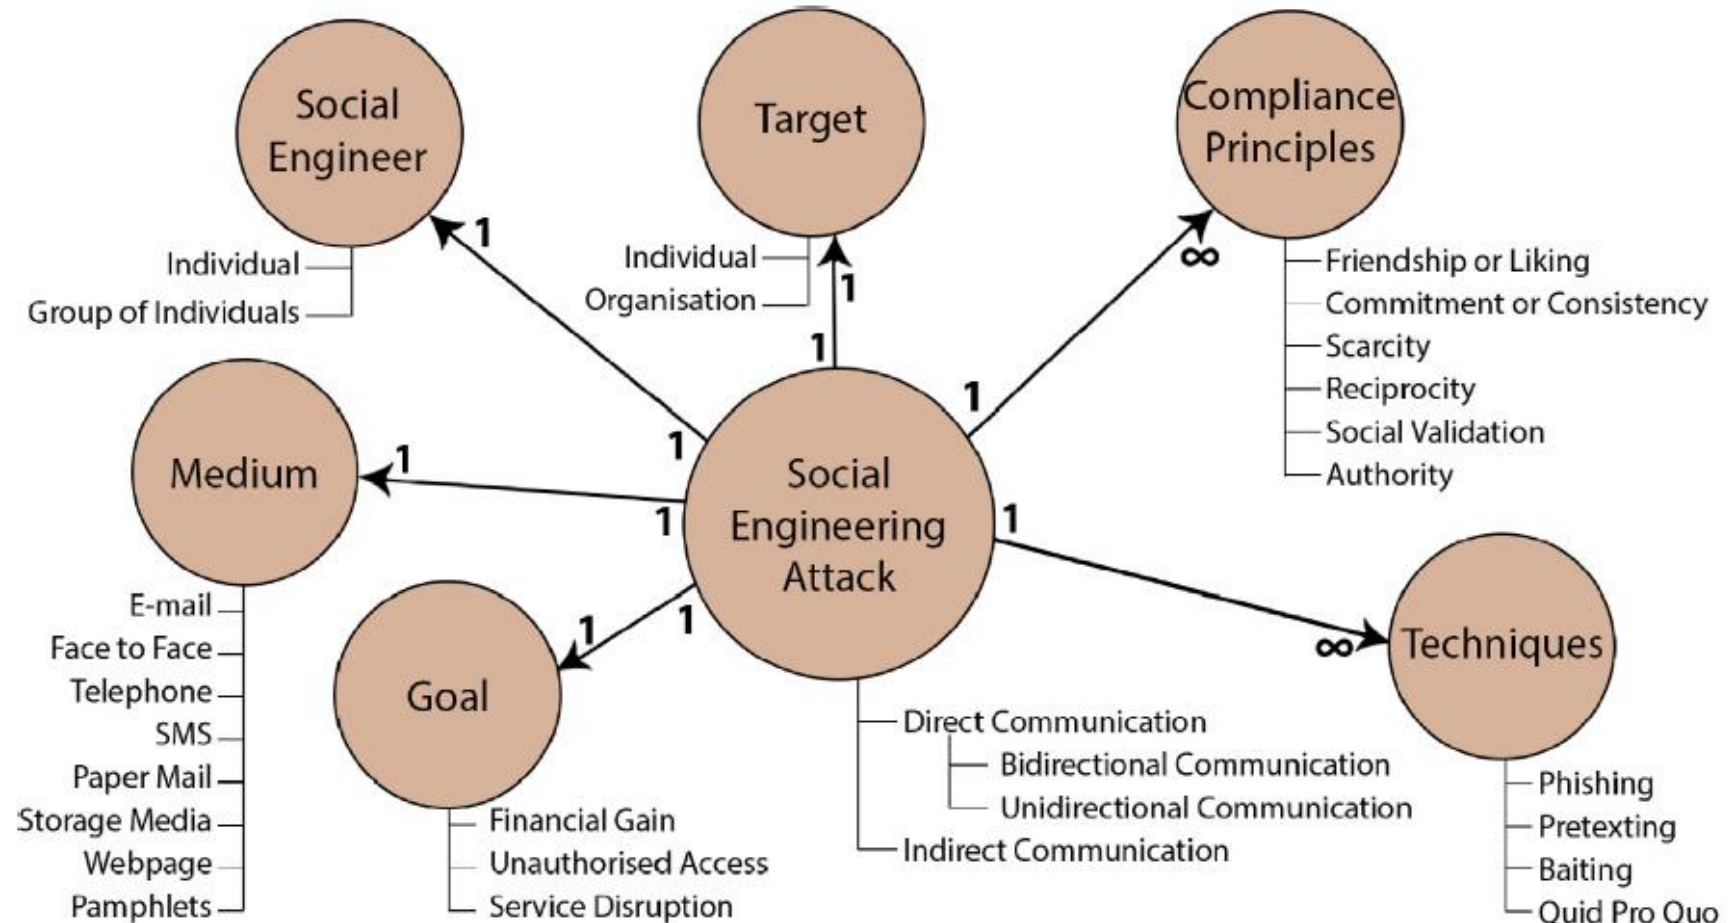 Social
Engineer
1
Individual
Group of Individuals
Target
Individual
Organisation
1
1
Compliance
Principles
∞
1
Friendship or Liking
Commitment or Consistency
Scarcity
Reciprocity
Social Validation
Authority
Medium
1
1
1
E-mail
Face to Face
Telephone
SMS
Paper Mail
Storage Media
Webpage
Pamphlets
Social
Engineering
Attack
1
Direct Communication
Bidirectional Communication
Unidirectional Communication
Indirect Communication
Goal
1
1
Financial Gain
Unauthorised Access
Service Disruption
∞
Techniques
Phishing
Pretexting
Baiting
Quid Pro Quo